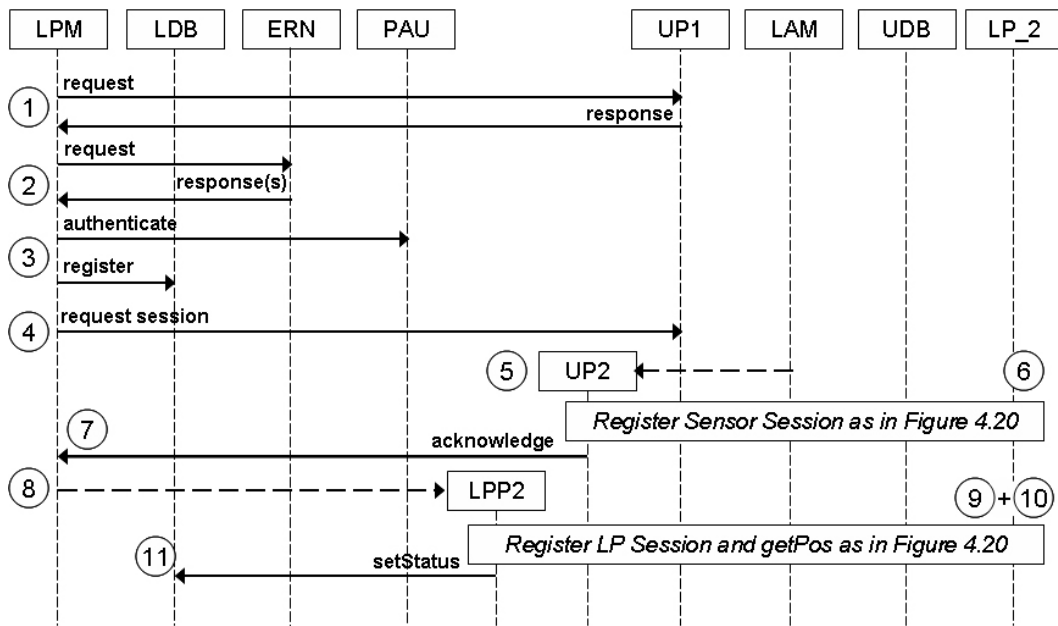 LPM LDB ERN PAU UP1 LAM UDB LP_2
request
1
response
request
2
response(s)
authenticate
3
register
4
request session
5
UP2
6
Register Sensor Session as in Figure 4.20
7
acknowledge
8
LPP2
9 + 10
Register LP Session and getPos as in Figure 4.20
11
setStatus